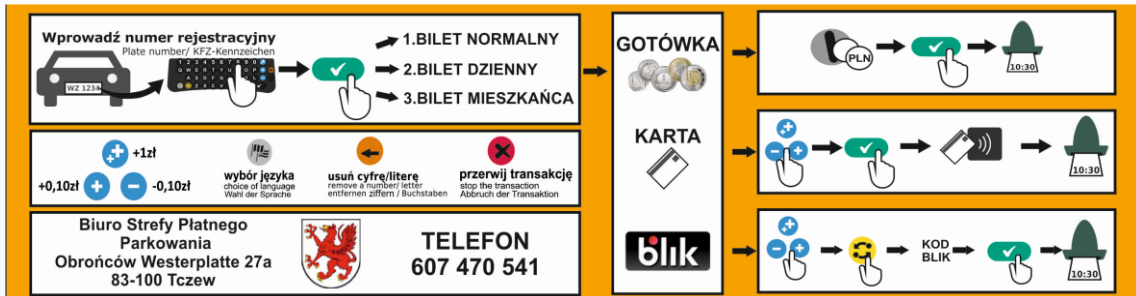 Wprowadź numer rejestracyjny
Plate number/ KFZ-Kennzeichen
WZ 1234
1.BILET NORMALNY
2.BILET DZIENNY
3.BILET MIESZKAŃCA
+1zł
+0,10zł
-0,10zł
wybór języka
choice of language
Wahl der Sprache
usuń cyfrę/literę
remove a number/ letter
entfernen ziffern / Buchstaben
przerwij transakcję
stop the transaction
Abbruch der Transaktion
Biuro Strefy Płatnego
Parkowania
Obrońców Westerplatte 27a
83-100 Tczew
TELEFON
607 470 541
GOTÓWKA
KARTA
blik
PLN
10:30
10:30
KOD
BLIK
10:30